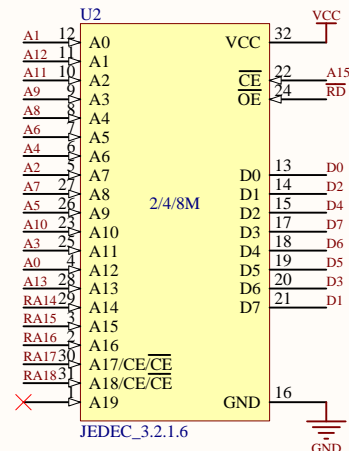 U2 VCC
A1 12 A0 VCC 32
A12 11 A1
A11 10 A2 C̅E̅ 22 A15
A9 9 A3 O̅E̅ 24 R̅D̅
A8 8 A4
A6 7 A5
A4 6 A6
A2 5 A7 D0 13 D0
A7 27 A8 D1 14 D2
2/4/8M
A5 26 A9 D2 15 D4
A10 23 A10 D3 17 D7
A3 25 A11 D4 18 D6
A0 4 A12 D5 19 D5
A13 28 A13 D6 20 D3
RA14 29 A14 D7 21 D1
RA15 3 A15
RA16 2 A16
RA17 30 A17/CE/C̅E̅
RA18 31 A18/CE/C̅E̅
1 A19 GND 16
JEDEC_3.2.1.6
GND